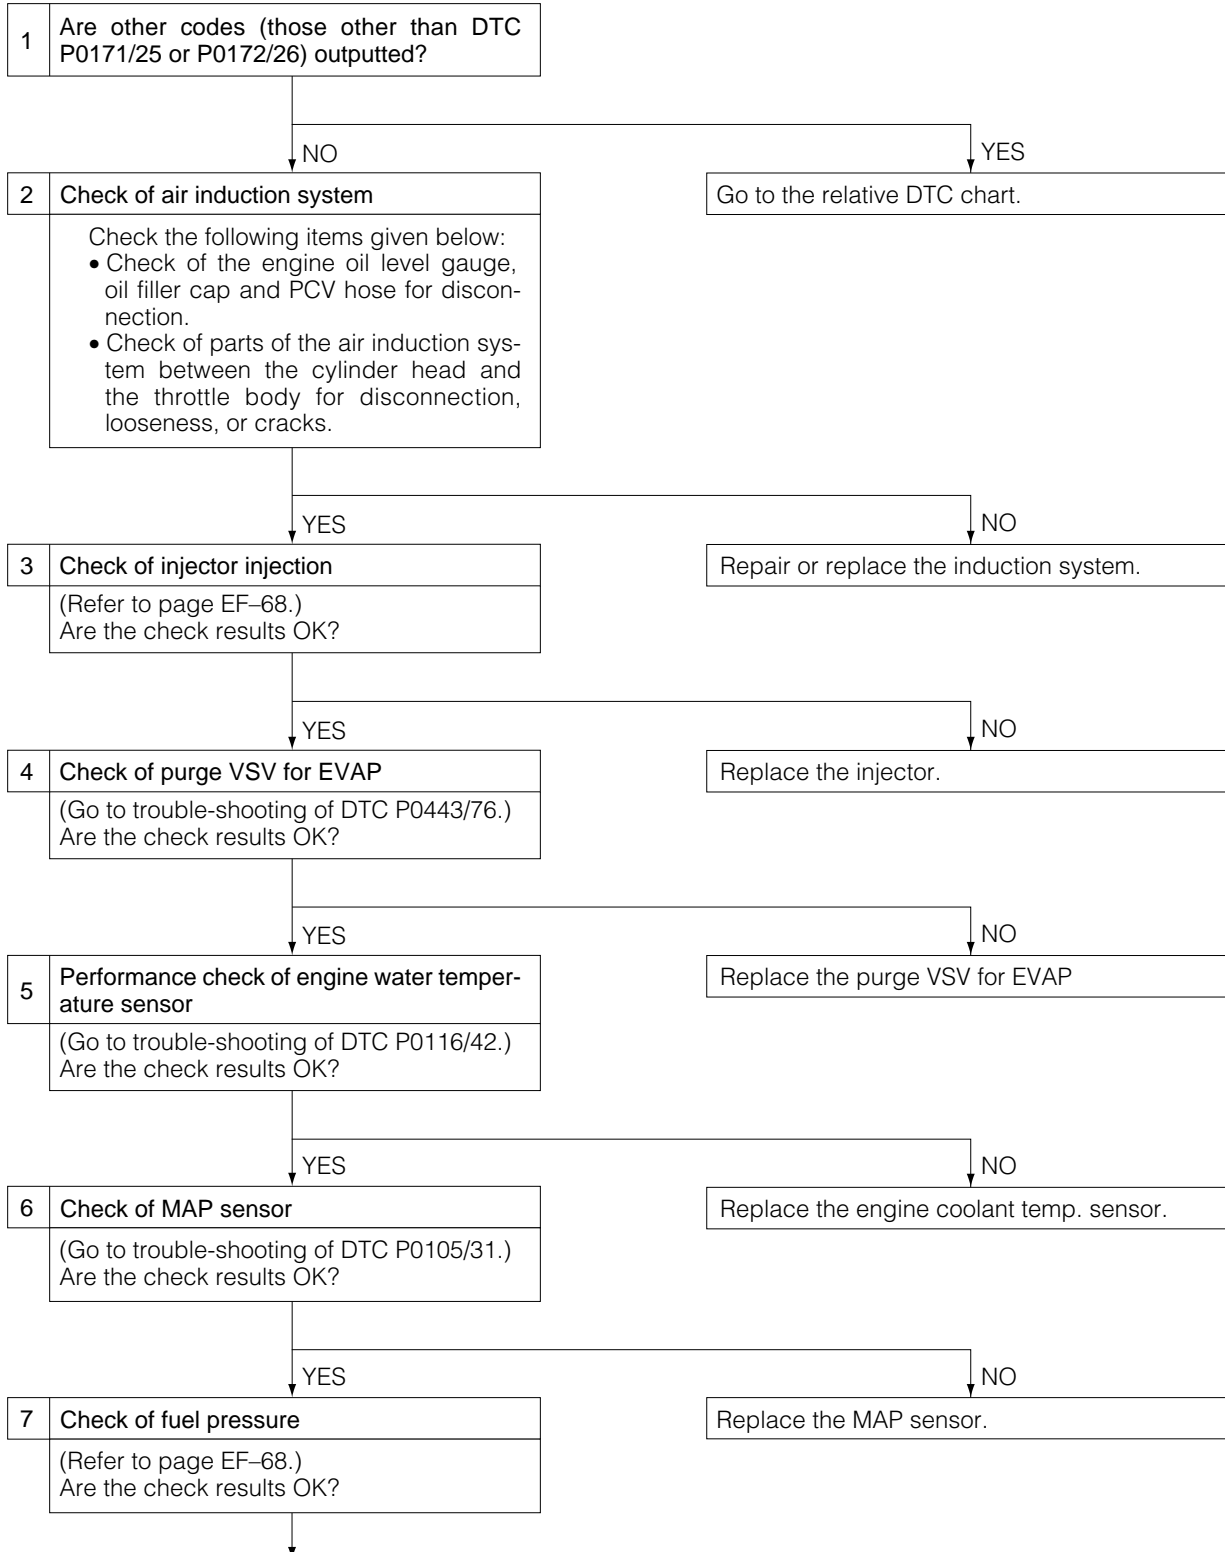 1
Are other codes (those other than DTC
P0171/25 or P0172/26) outputted?
NO
YES
2
Check of air induction system
Go to the relative DTC chart.
Check the following items given below:
• Check of the engine oil level gauge,
oil filler cap and PCV hose for discon-
nection.
• Check of parts of the air induction sys-
tem between the cylinder head and
the throttle body for disconnection,
looseness, or cracks.
YES
NO
3
Check of injector injection
Repair or replace the induction system.
(Refer to page EF–68.)
Are the check results OK?
YES
NO
4
Check of purge VSV for EVAP
Replace the injector.
(Go to trouble-shooting of DTC P0443/76.)
Are the check results OK?
YES
NO
5
Performance check of engine water temper-
ature sensor
Replace the purge VSV for EVAP
(Go to trouble-shooting of DTC P0116/42.)
Are the check results OK?
YES
NO
6
Check of MAP sensor
Replace the engine coolant temp. sensor.
(Go to trouble-shooting of DTC P0105/31.)
Are the check results OK?
YES
NO
7
Check of fuel pressure
Replace the MAP sensor.
(Refer to page EF–68.)
Are the check results OK?